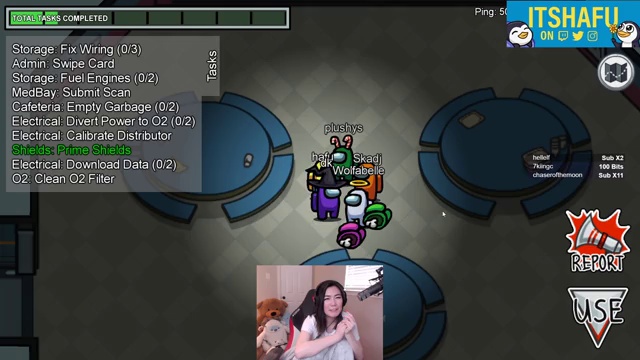 TOTAL TASKS COMPLETED
Ping: 50
ITSHAFU
ON
Storage: Fix Wiring (0/3)
Admin: Swipe Card
Storage: Fuel Engines (0/2)
MedBay: Submit Scan
Cafeteria: Empty Garbage (0/2)
Electrical: Divert Power to O2 (0/2)
Electrical: Calibrate Distributor
Shields: Prime Shields
Electrical: Download Data (0/2)
O2: Clean O2 Filter
Tasks
plushys
Skadj
Wolfabelle
hellelf Sub X2
7kiingc 100 Bits
chaserofthemoon Sub X11
REPORT
USE